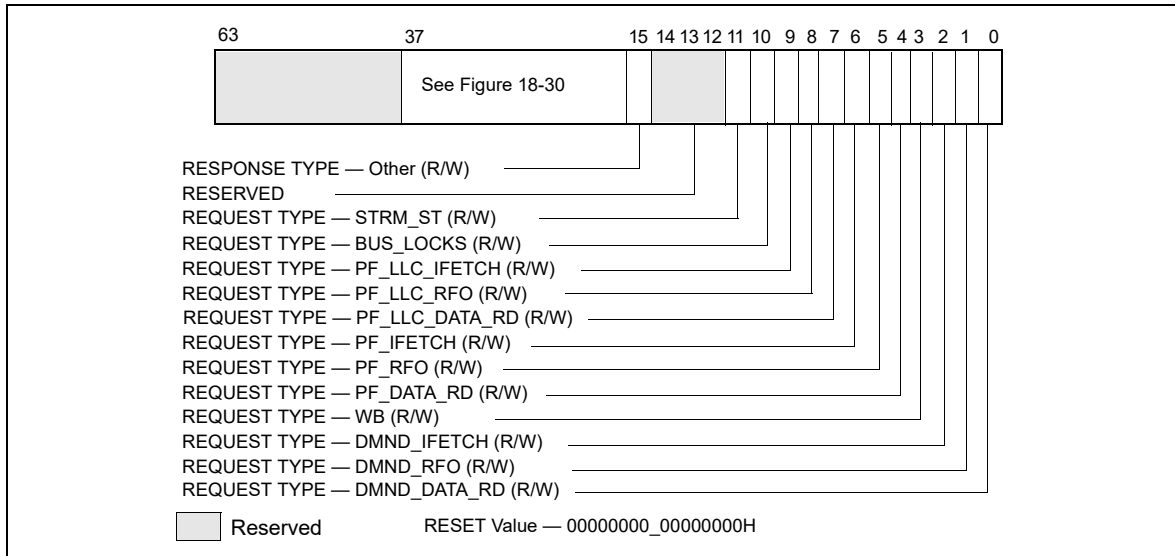 63 37 15 14 13 12 11 10 9 8 7 6 5 4 3 2 1 0
See Figure 18-30
RESPONSE TYPE — Other (R/W)
RESERVED
REQUEST TYPE — STRM_ST (R/W)
REQUEST TYPE — BUS_LOCKS (R/W)
REQUEST TYPE — PF_LLC_IFETCH (R/W)
REQUEST TYPE — PF_LLC_RFO (R/W)
REQUEST TYPE — PF_LLC_DATA_RD (R/W)
REQUEST TYPE — PF_IFETCH (R/W)
REQUEST TYPE — PF_RFO (R/W)
REQUEST TYPE — PF_DATA_RD (R/W)
REQUEST TYPE — WB (R/W)
REQUEST TYPE — DMND_IFETCH (R/W)
REQUEST TYPE — DMND_RFO (R/W)
REQUEST TYPE — DMND_DATA_RD (R/W)
Reserved RESET Value — 00000000_00000000H